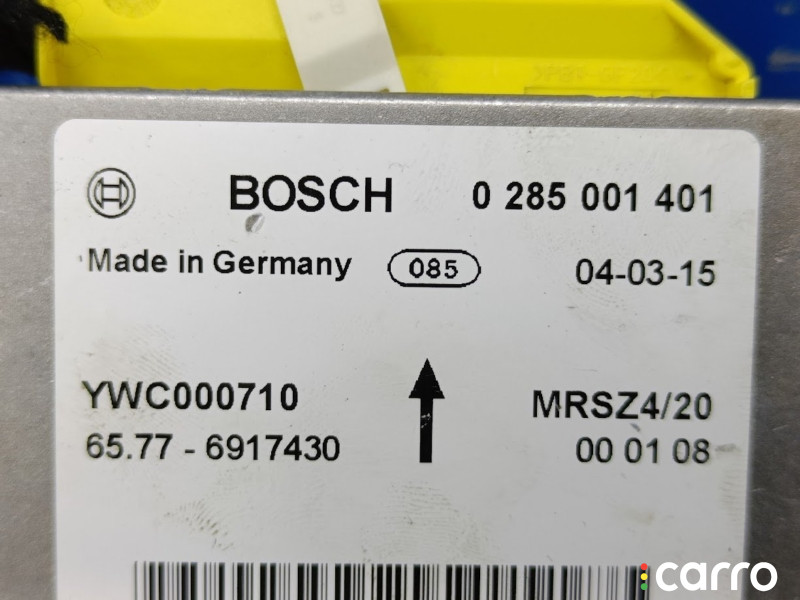 BOSCH 0 285 001 401
Made in Germany 085 04-03-15
YWC000710 MRSZ4/20
65.77 - 6917430 00 01 08
carro